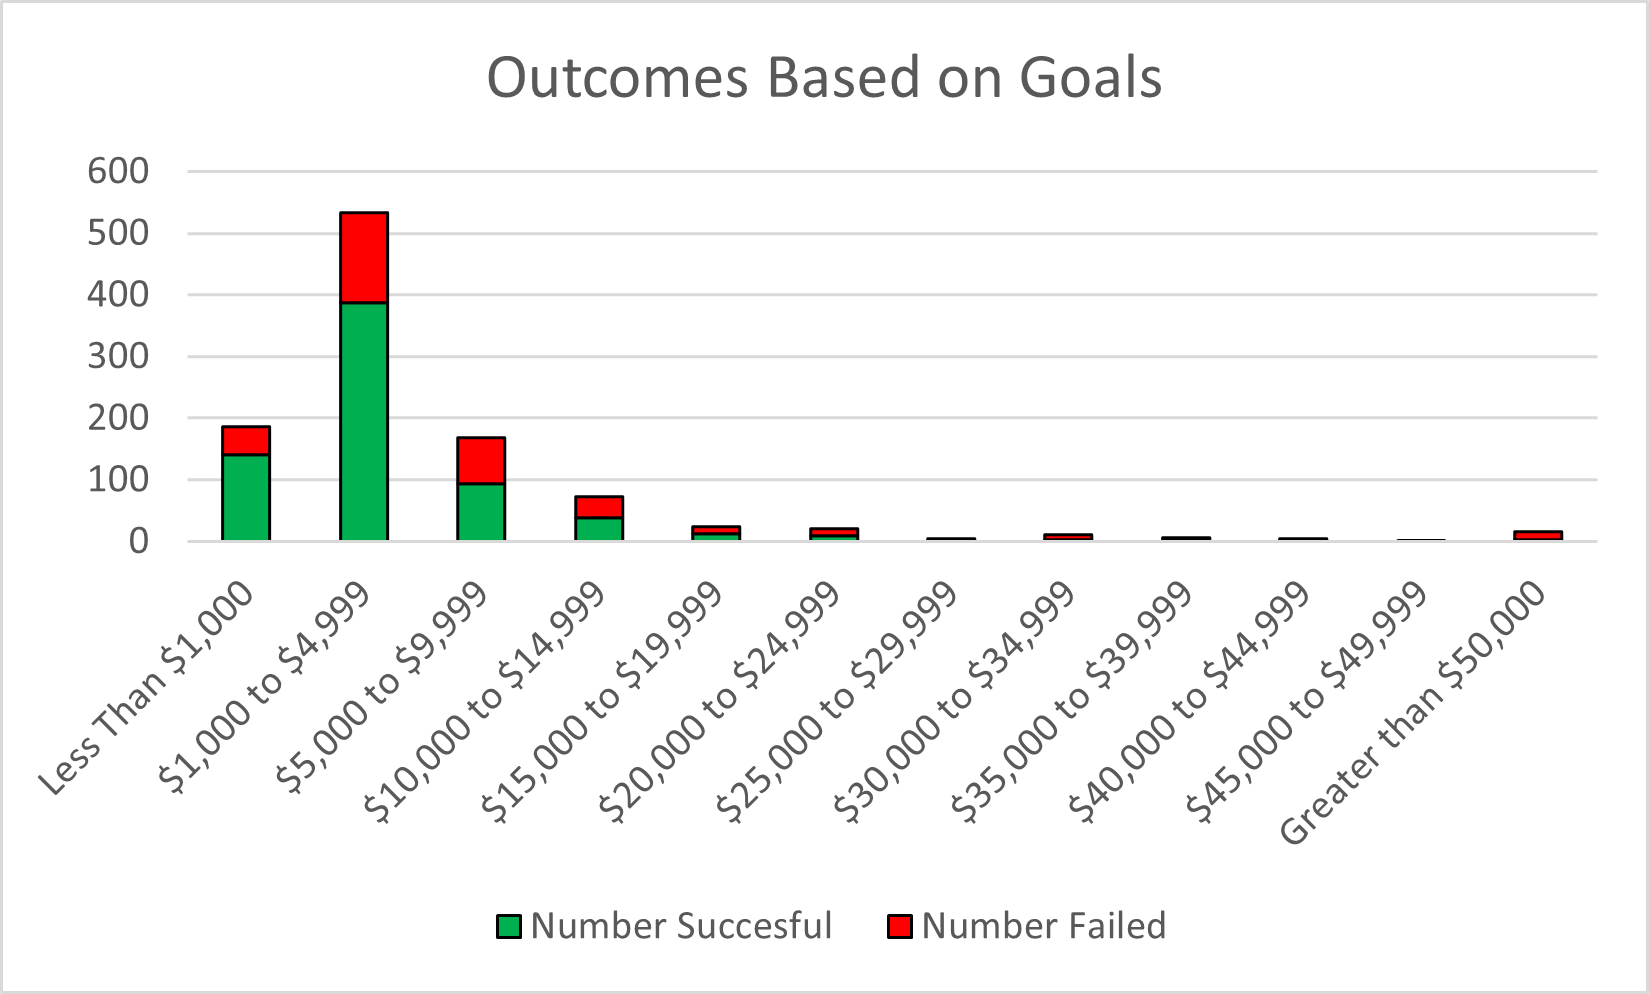 Outcomes Based on Goals
600
500
400
300
200
100
0
Less Than $1,000
$1,000 to $4,999
$5,000 to $9,999
$10,000 to $14,999
$15,000 to $19,999
$20,000 to $24,999
$25,000 to $29,999
$30,000 to $34,999
$35,000 to $39,999
$40,000 to $44,999
$45,000 to $49,999
Greater than $50,000
Number Succesful
Number Failed